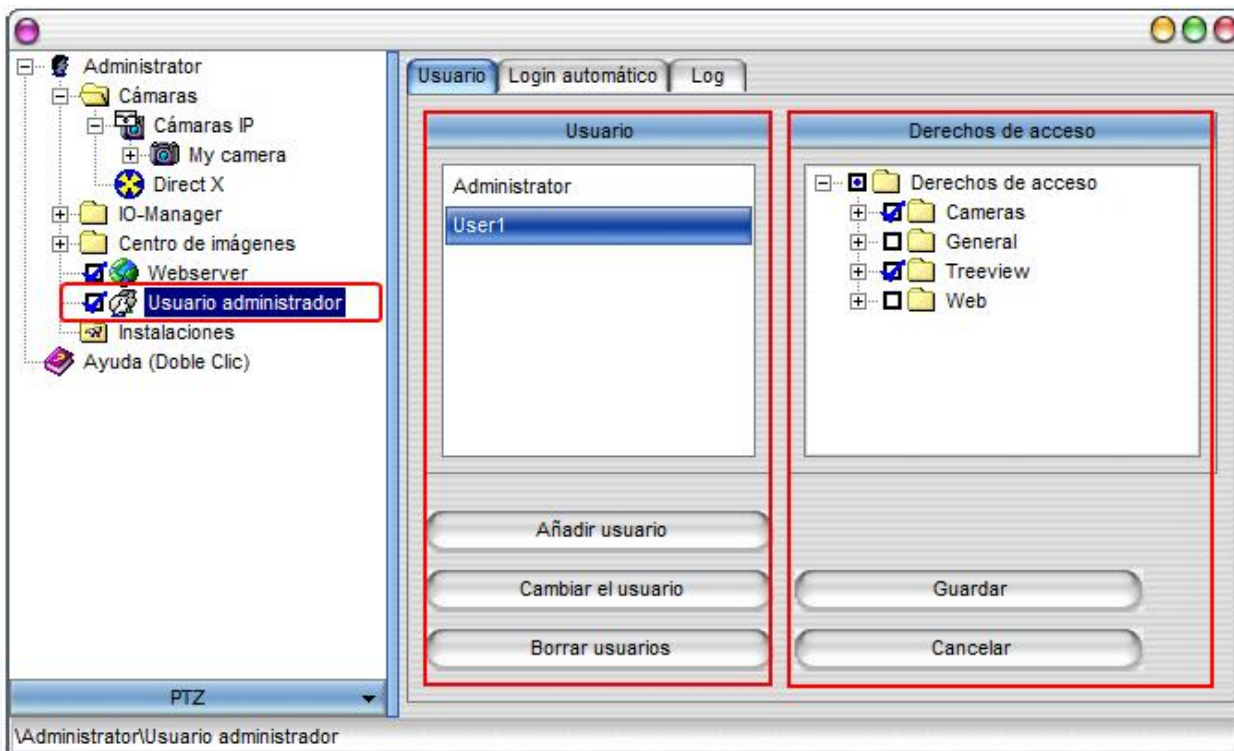 Administrator
Cámaras
Cámaras IP
My camera
Direct X
IO-Manager
Centro de imágenes
Webserver
Usuario administrador
Instalaciones
Ayuda (Doble Clic)
PTZ
Usuario
Login automático
Log
Usuario
Administrator
User1
Añadir usuario
Cambiar el usuario
Borrar usuarios
Derechos de acceso
Derechos de acceso
Cameras
General
Treeview
Web
Guardar
Cancelar
\Administrator\Usuario administrador